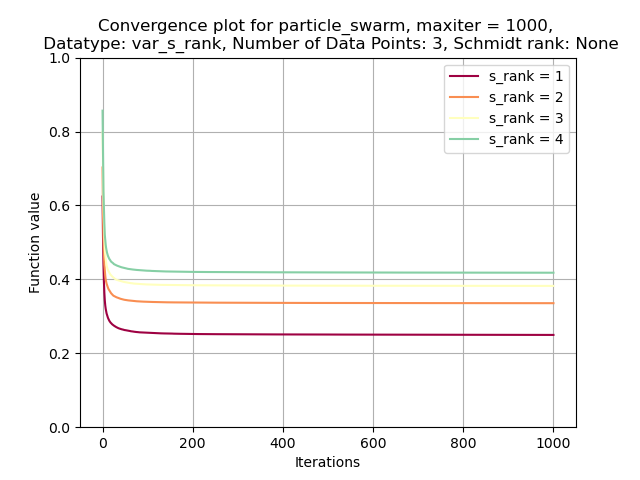 Convergence plot for particle_swarm, maxiter = 1000,
Datatype: var_s_rank, Number of Data Points: 3, Schmidt rank: None
s_rank = 1
s_rank = 2
s_rank = 3
s_rank = 4
Function value
1.0
0.8
0.6
0.4
0.2
0.0
0 200 400 600 800 1000
Iterations